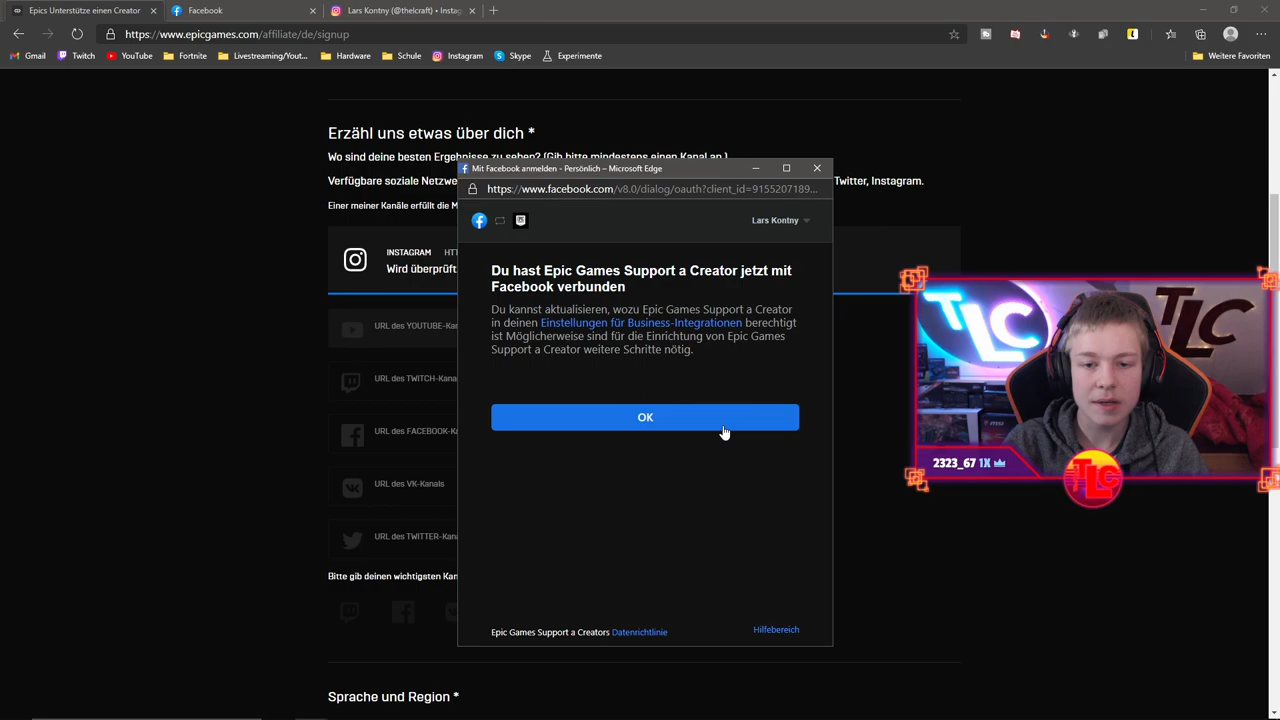 Epics Unterstütze einen Creator
Facebook
Lars Kontny (@thelcraft) • Instag
https://www.epicgames.com/affiliate/de/signup
Gmail
Twitch
YouTube
Fortnite
Livestreaming/Yout...
Hardware
Schule
Instagram
Skype
Experimente
Weitere Favoriten
Erzähl uns etwas über dich *
Wo sind deine besten Ergebnisse zu sehen? (Gib bitte mindestens einen Kanal an.)
Verfügbare soziale Netzwe
Twitter, Instagram.
Einer meiner Kanäle erfüllt die M
INSTAGRAM
Wird überprüft
URL des YOUTUBE-Kan
URL des TWITCH-Kana
URL des FACEBOOK-K
URL des VK-Kanals
URL des TWITTER-Kana
Bitte gib deinen wichtigsten Kan
Sprache und Region *
Mit Facebook anmelden - Persönlich – Microsoft Edge
https://www.facebook.com/v8.0/dialog/oauth?client_id=9155207189...
Lars Kontny
Du hast Epic Games Support a Creator jetzt mit
Facebook verbunden
Du kannst aktualisieren, wozu Epic Games Support a Creator
in deinen Einstellungen für Business-Integrationen berechtigt
ist Möglicherweise sind für die Einrichtung von Epic Games
Support a Creator weitere Schritte nötig.
OK
Epic Games Support a Creators Datenrichtlinie
Hilfebereich
TLC
TLC
2323_67 1X
TLC